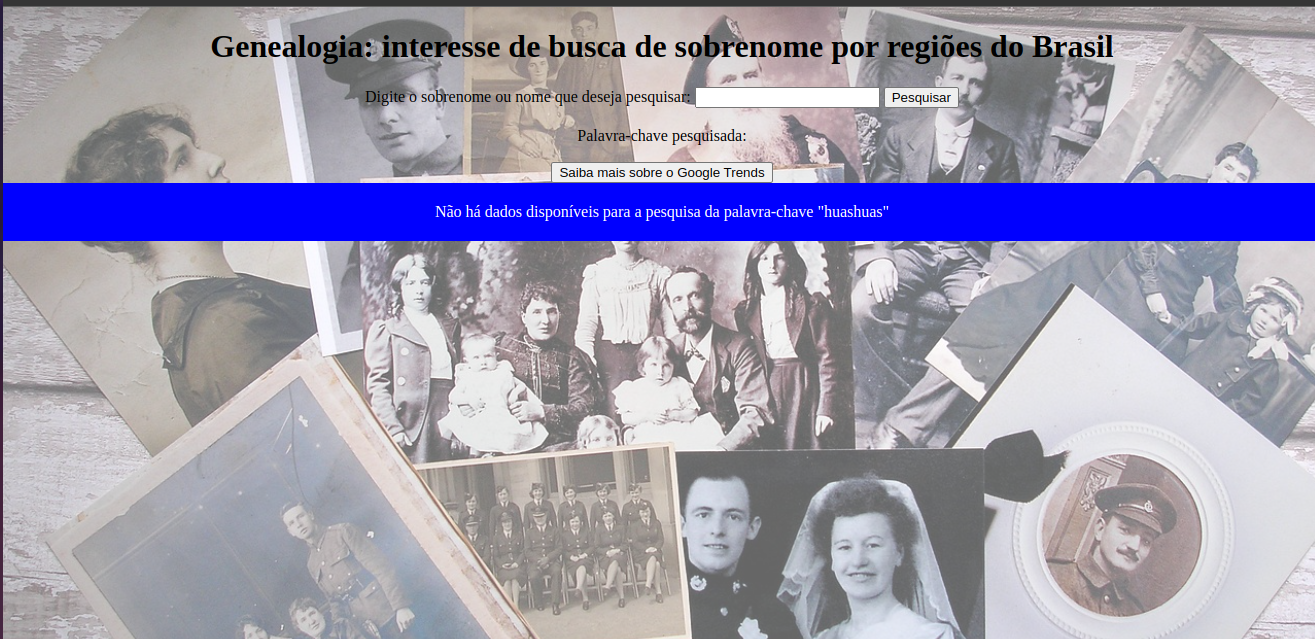 Genealogia: interesse de busca de sobrenome por regiões do Brasil
Digite o sobrenome ou nome que deseja pesquisar: Pesquisar
Palavra-chave pesquisada:
Saiba mais sobre o Google Trends
Não há dados disponíveis para a pesquisa da palavra-chave "huashuas"